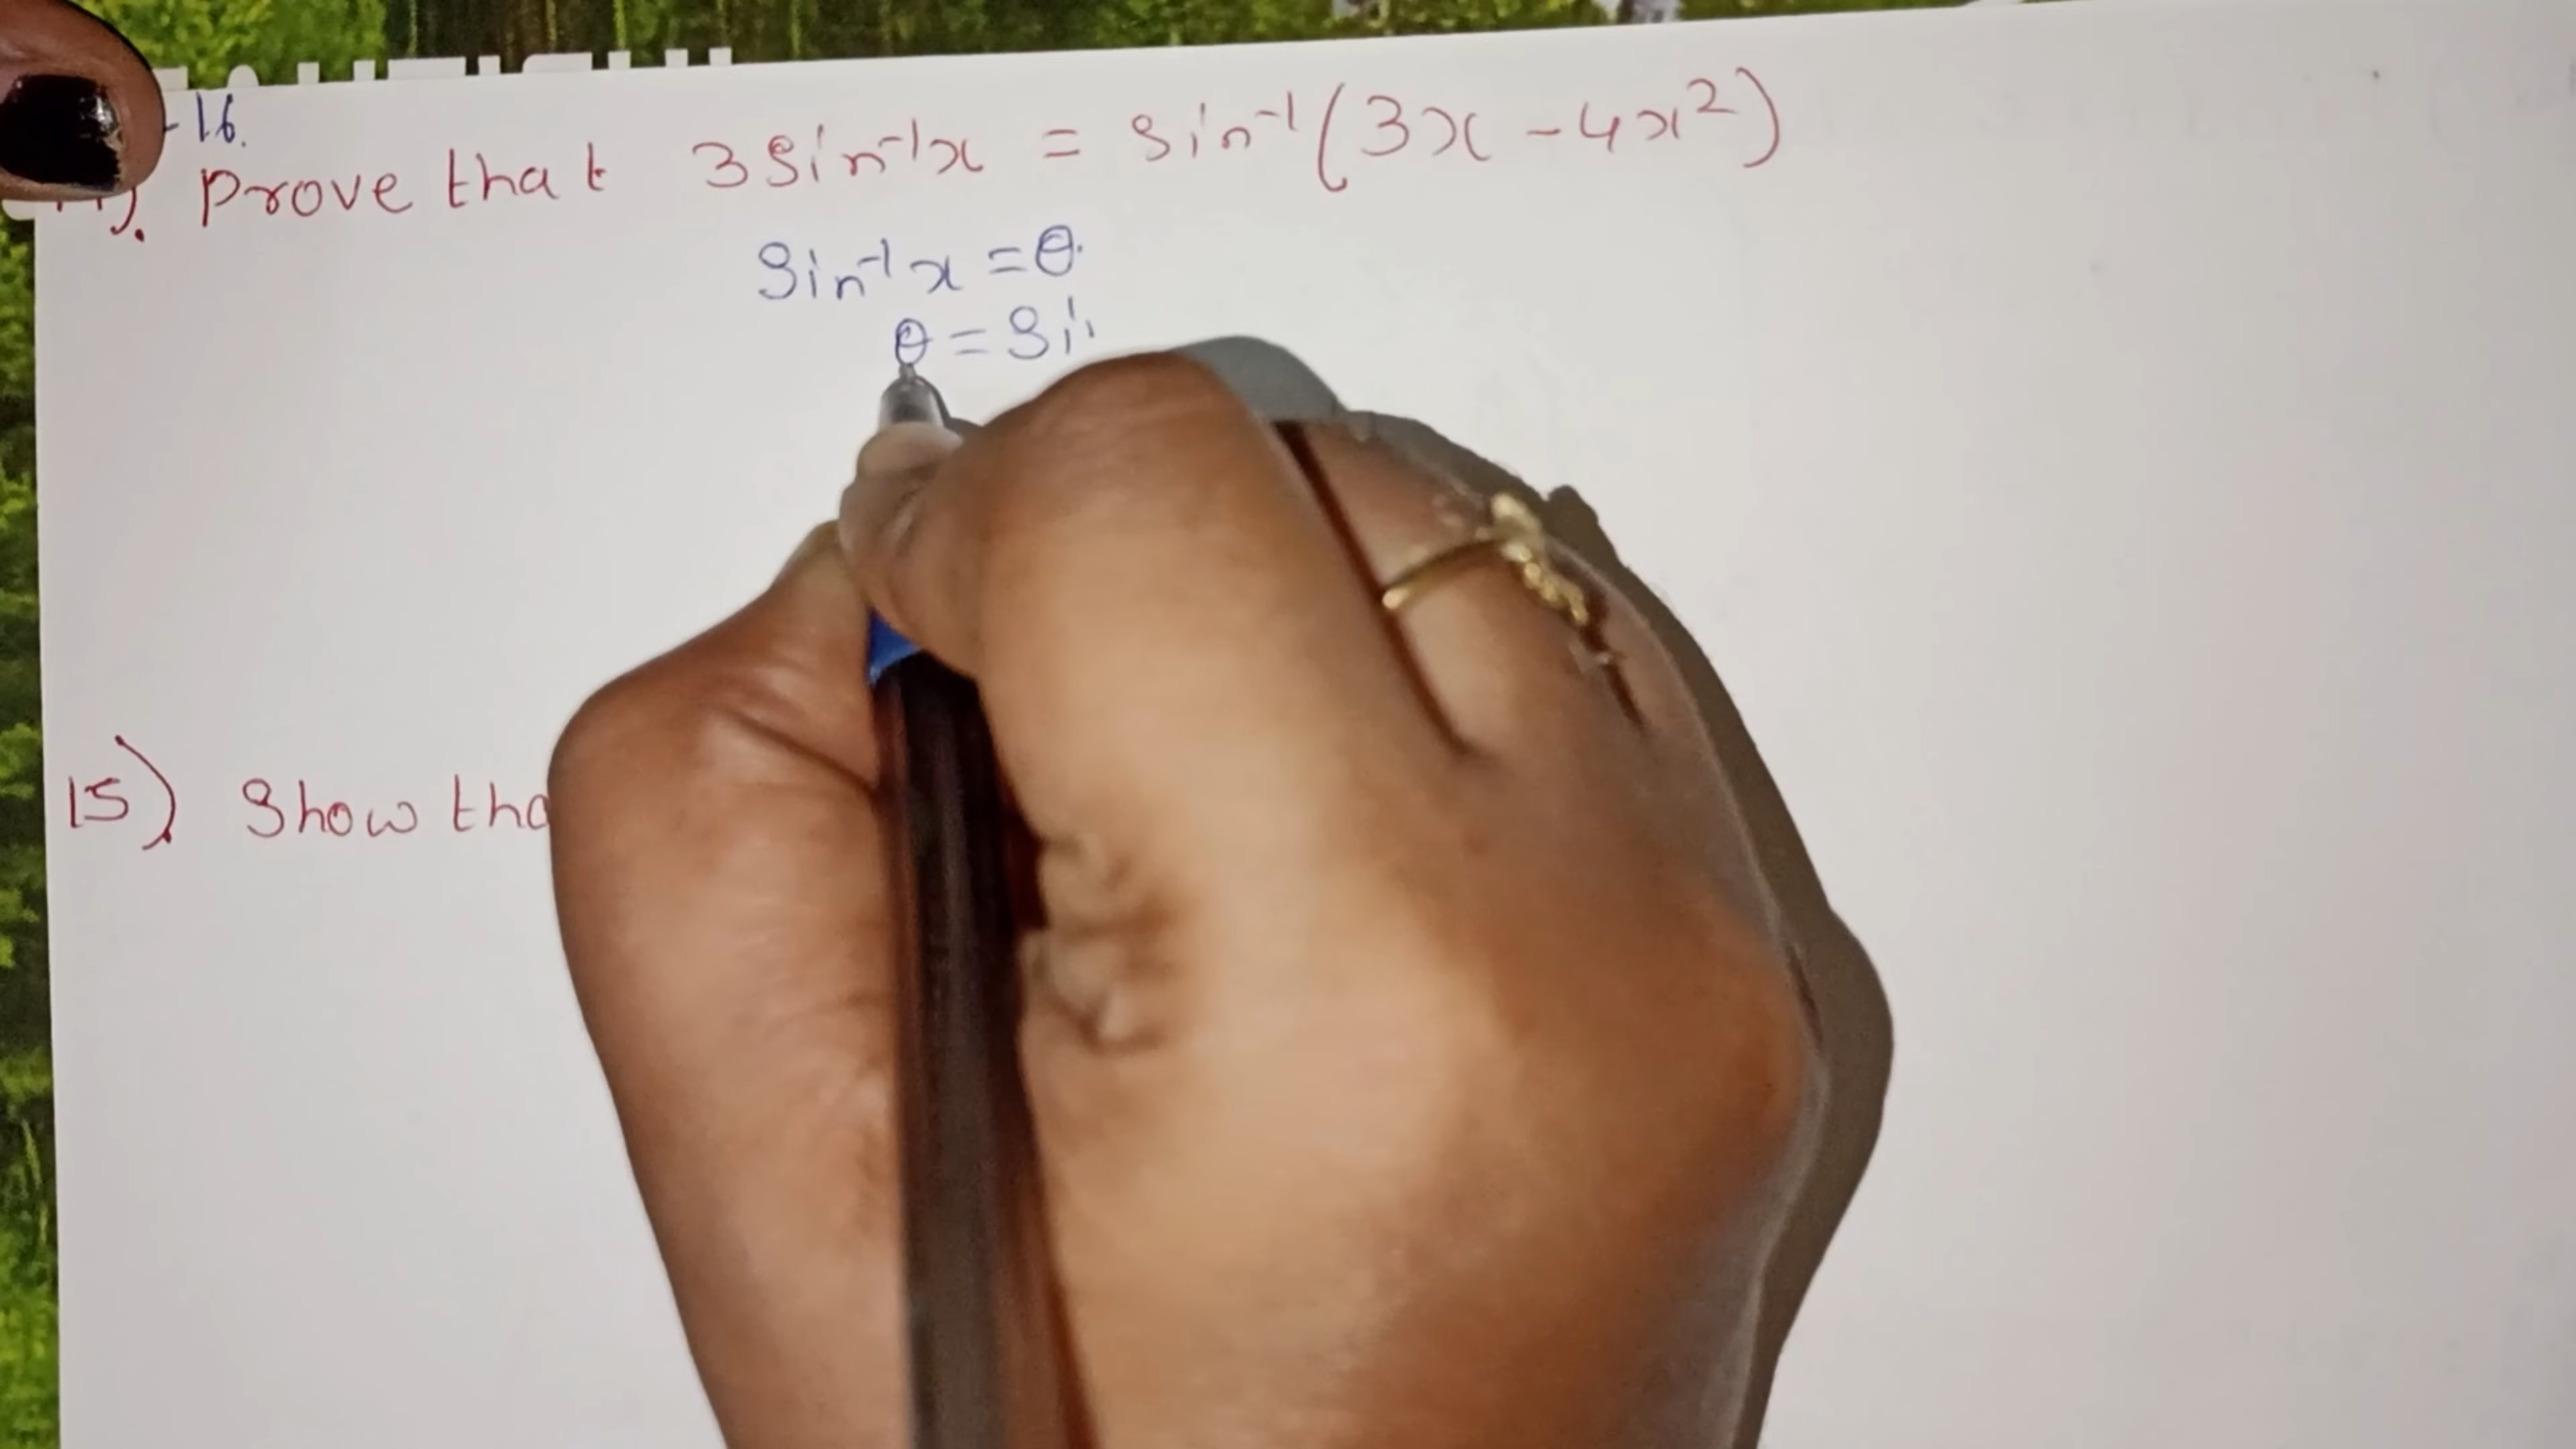 -16.
Prove that 3Sin⁻¹x = Sin⁻¹(3x - 4x²)
Sin⁻¹x = θ.
θ = Si
15). Show tha